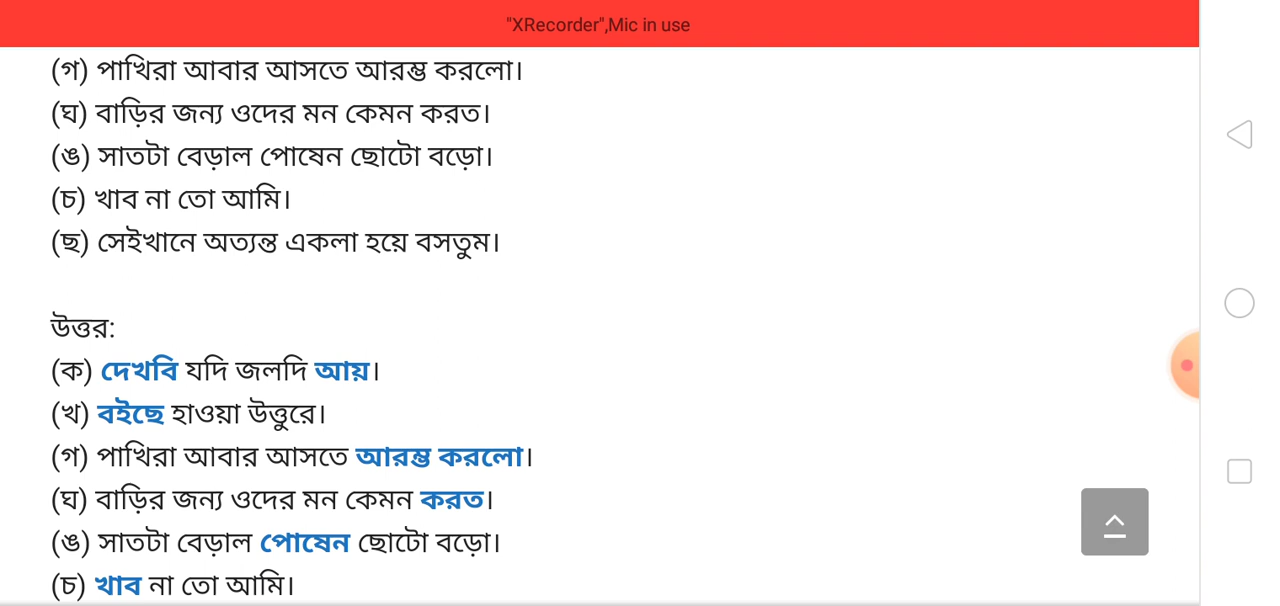 "XRecorder",Mic in use
(গ) পাখিরা আবার আসতে আরম্ভ করলো।
(ঘ) বাড়ির জন্য ওদের মন কেমন করত।
(ঙ) সাতটা বেড়াল পোষেন ছোটো বড়ো।
(চ) খাব না তো আমি।
(ছ) সেইখানে অত্যন্ত একলা হয়ে বসতুম।
উত্তর:
(ক) দেখবি যদি জলদি আয়।
(খ) বইছে হাওয়া উত্তুরে।
(গ) পাখিরা আবার আসতে আরম্ভ করলো।
(ঘ) বাড়ির জন্য ওদের মন কেমন করত।
(ঙ) সাতটা বেড়াল পোষেন ছোটো বড়ো।
(চ) খাব না তো আমি।